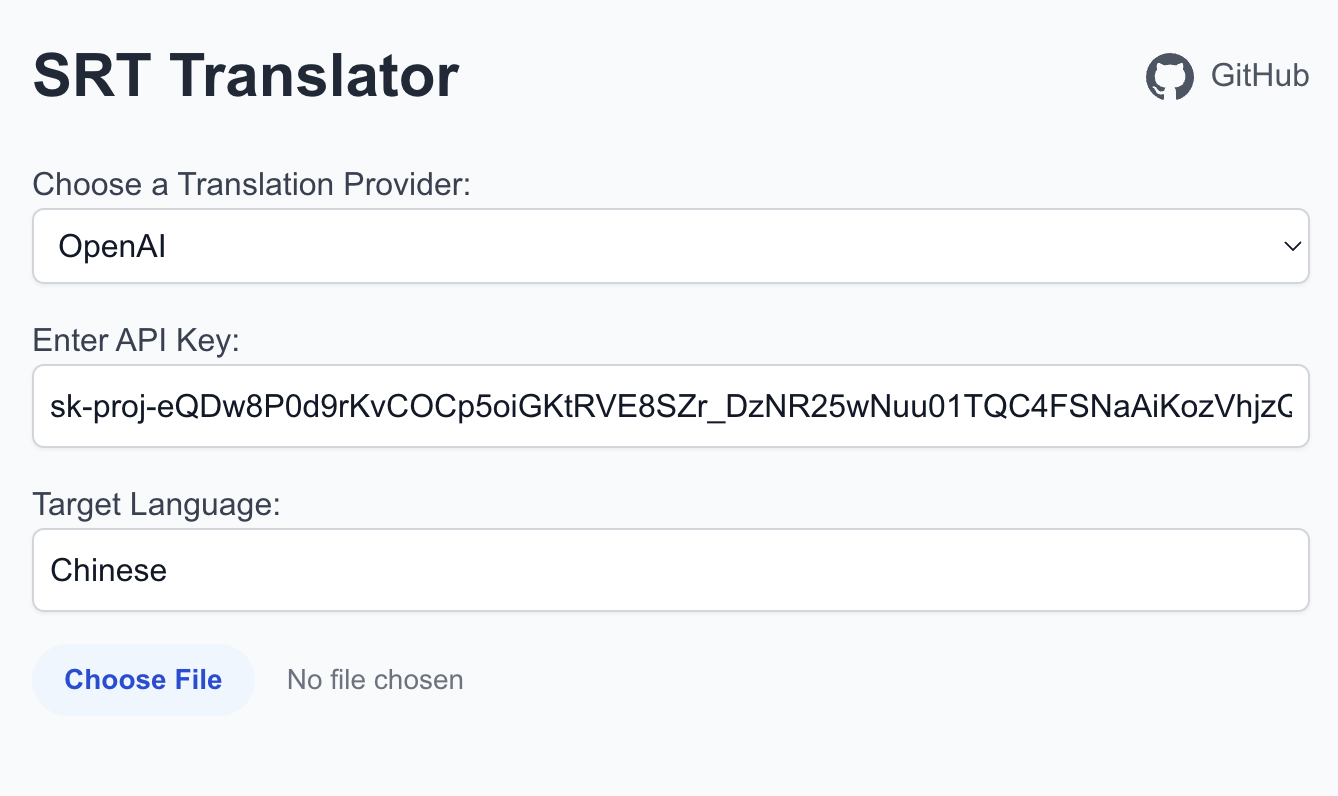 SRT Translator
GitHub
Choose a Translation Provider:
OpenAI
Enter API Key:
sk-proj-eQDw8P0d9rKvCOCp5oiGKtRVE8SZr_DzNR25wNuu01TQC4FSNaAiKozVhjz
Target Language:
Chinese
Choose File
No file chosen